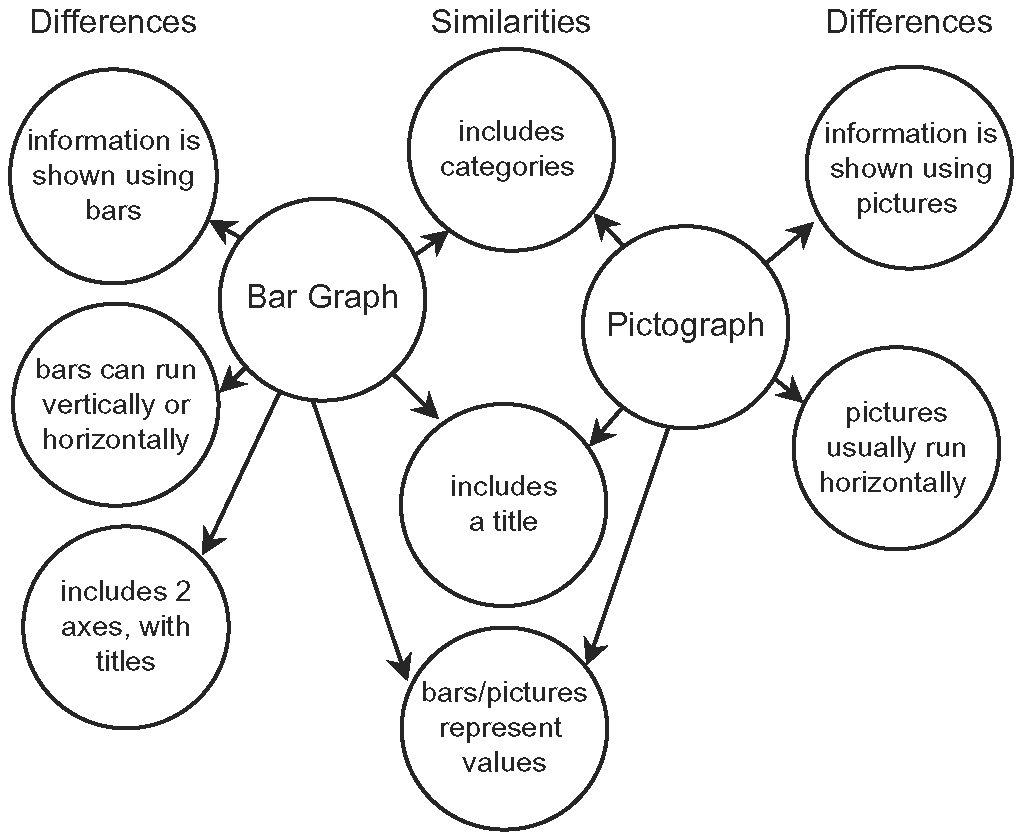 Differences
Similarities
Differences
information is
shown using
bars
includes
categories
information is
shown using
pictures
Bar Graph
Pictograph
bars can run
vertically or
horizontally
pictures
usually run
horizontally
includes
a title
includes 2
axes, with
titles
bars/pictures
represent
values